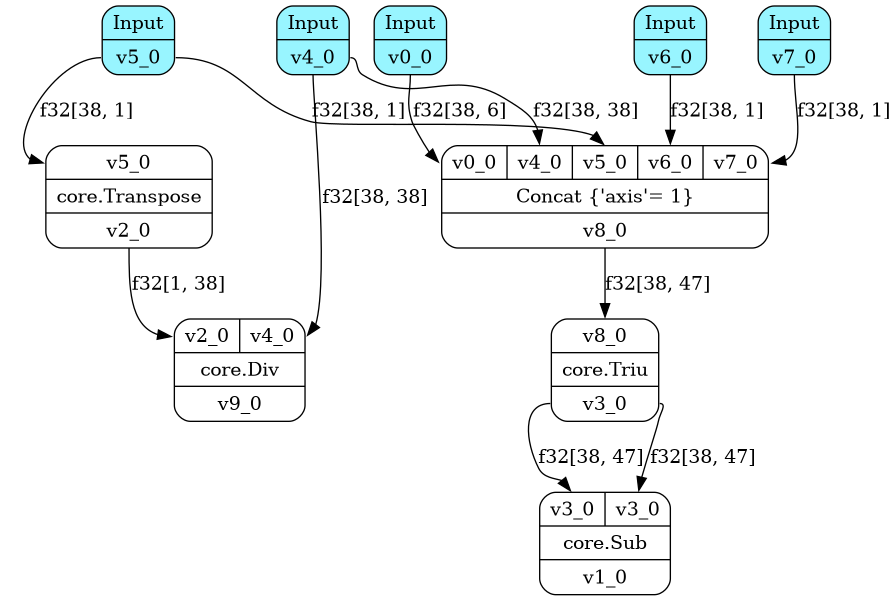 Input
v5_0
Input
v4_0
Input
v0_0
Input
v6_0
Input
v7_0
f32[38, 1]
f32[38, 1]
f32[38, 6]
f32[38, 38]
f32[38, 1]
f32[38, 1]
v5_0
core.Transpose
v2_0
f32[38, 38]
v0_0 v4_0 v5_0 v6_0 v7_0
Concat {'axis'= 1}
v8_0
f32[1, 38]
f32[38, 47]
v2_0 v4_0
core.Div
v9_0
v8_0
core.Triu
v3_0
f32[38, 47]
f32[38, 47]
v3_0 v3_0
core.Sub
v1_0